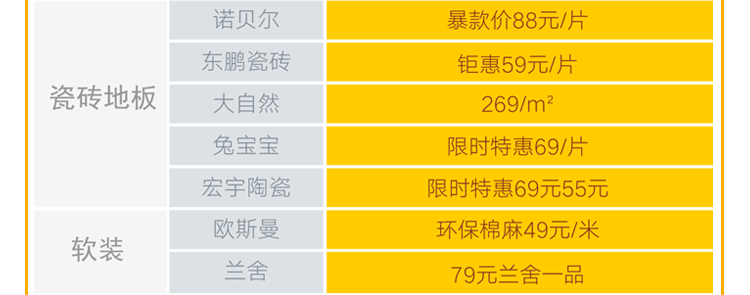 瓷砖地板
诺贝尔 暴款价88元/片
东鹏瓷砖 钜惠59元/片
大自然 269/m²
兔宝宝 限时特惠69/片
宏宇陶瓷 限时特惠69元55元
软装
欧斯曼 环保棉麻49元/米
兰舍 79元兰舍一品